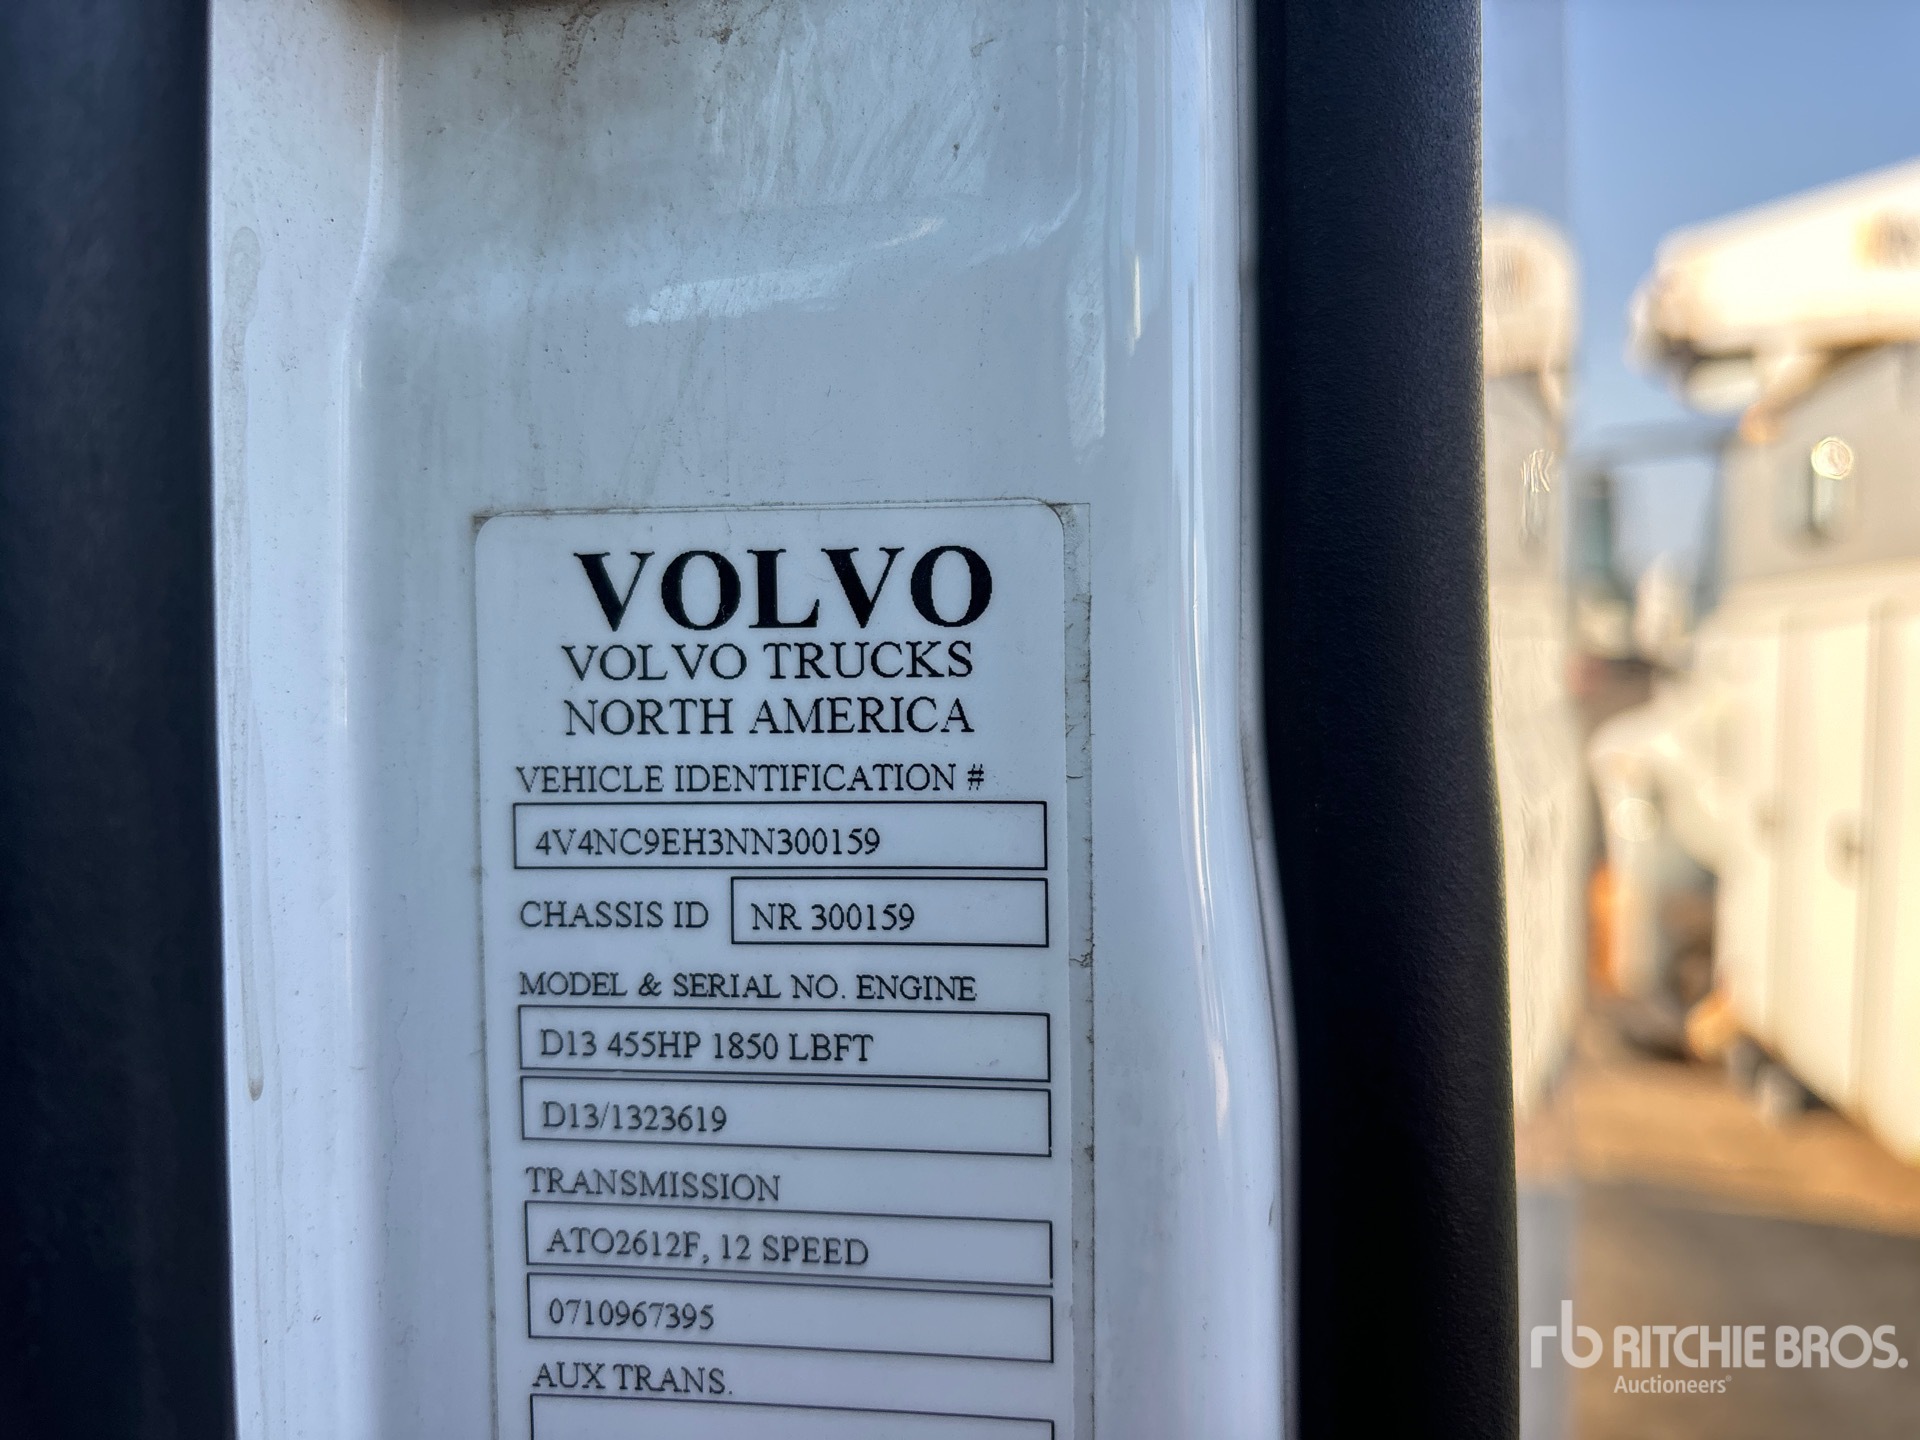 VOLVO
VOLVO TRUCKS
NORTH AMERICA
VEHICLE IDENTIFICATION #
4V4NC9EH3NN300159
CHASSIS ID NR 300159
MODEL & SERIAL NO. ENGINE
D13 455HP 1850 LBFT
D13/1323619
TRANSMISSION
ATO2612F, 12 SPEED
0710967395
AUX TRANS.
rb RITCHIE BROS.
Auctioneers